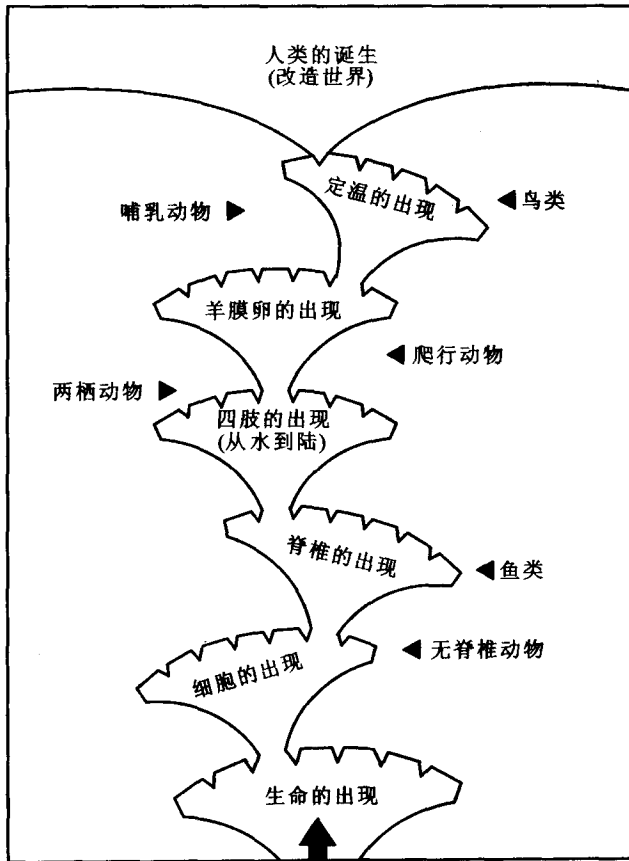 人类的诞生
(改造世界)
定温的出现
鸟类
哺乳动物
羊膜卵的出现
爬行动物
两栖动物
四肢的出现
(从水到陆)
脊椎的出现
鱼类
无脊椎动物
细胞的出现
生命的出现